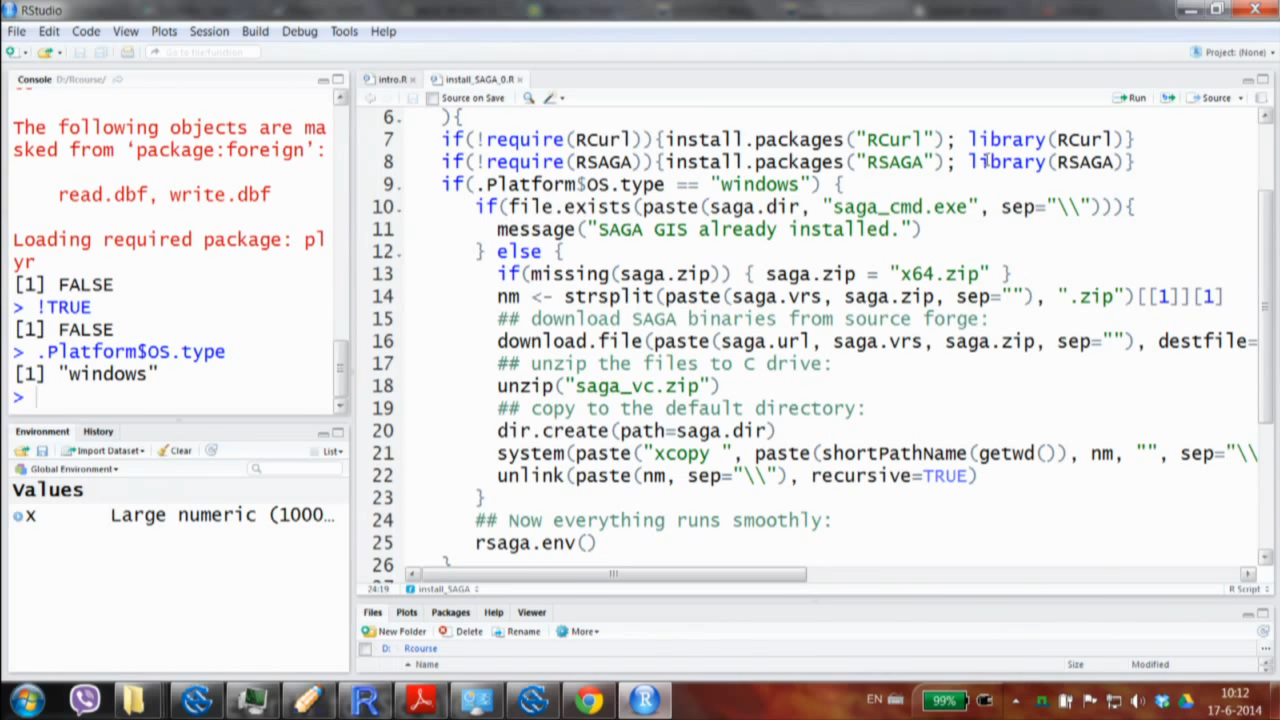 RStudio
File Edit Code View Plots Session Build Debug Tools Help
Go to file/function
Project: (None)
Console D:/Rcourse/
The following objects are ma
sked from ‘package:foreign’:
read.dbf, write.dbf
Loading required package: pl
yr
[1] FALSE
> !TRUE
[1] FALSE
> .Platform$OS.type
[1] "windows"
>
Environment History
Import Dataset Clear List
Global Environment
Values
x Large numeric (1000...
intro.R install_SAGA_0.R
Source on Save Run Source
6 ){
7 if(!require(RCurl)){install.packages("RCurl"); library(RCurl)}
8 if(!require(RSAGA)){install.packages("RSAGA"); library(RSAGA)}
9 if(.Platform$OS.type == "windows") {
10 if(file.exists(paste(saga.dir, "saga_cmd.exe", sep="\\"))){
11 message("SAGA GIS already installed.")
12 } else {
13 if(missing(saga.zip)) { saga.zip = "x64.zip" }
14 nm <- strsplit(paste(saga.vrs, saga.zip, sep=""), ".zip")[[1]][1]
15 ## download SAGA binaries from source forge:
16 download.file(paste(saga.url, saga.vrs, saga.zip, sep=""), destfile=
17 ## unzip the files to C drive:
18 unzip("saga_vc.zip")
19 ## copy to the default directory:
20 dir.create(path=saga.dir)
21 system(paste("xcopy ", paste(shortPathName(getwd()), nm, "", sep="\\
22 unlink(paste(nm, sep="\\"), recursive=TRUE)
23 }
24 ## Now everything runs smoothly:
25 rsaga.env()
26 }
24:19 install_SAGA R Script
Files Plots Packages Help Viewer
New Folder Delete Rename More
D: Rcourse
Name Size Modified
EN 99% 10:12
17-6-2014